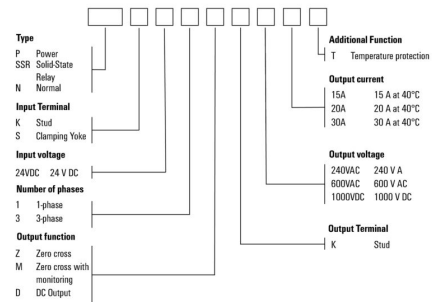 Type
P Power
SSR Solid-State
Relay
N Normal
Input Terminal
K Stud
S Clamping Yoke
Input voltage
24VDC 24 V DC
Number of phases
1 1-phase
3 3-phase
Output function
Z Zero cross
M Zero cross with
monitoring
D DC Output
Additional Function
T Temperature protection
Output current
15A 15 A at 40°C
20A 20 A at 40°C
30A 30 A at 40°C
Output voltage
240VAC 240 V A
600VAC 600 V AC
1000VDC 1000 V DC
Output Terminal
K Stud